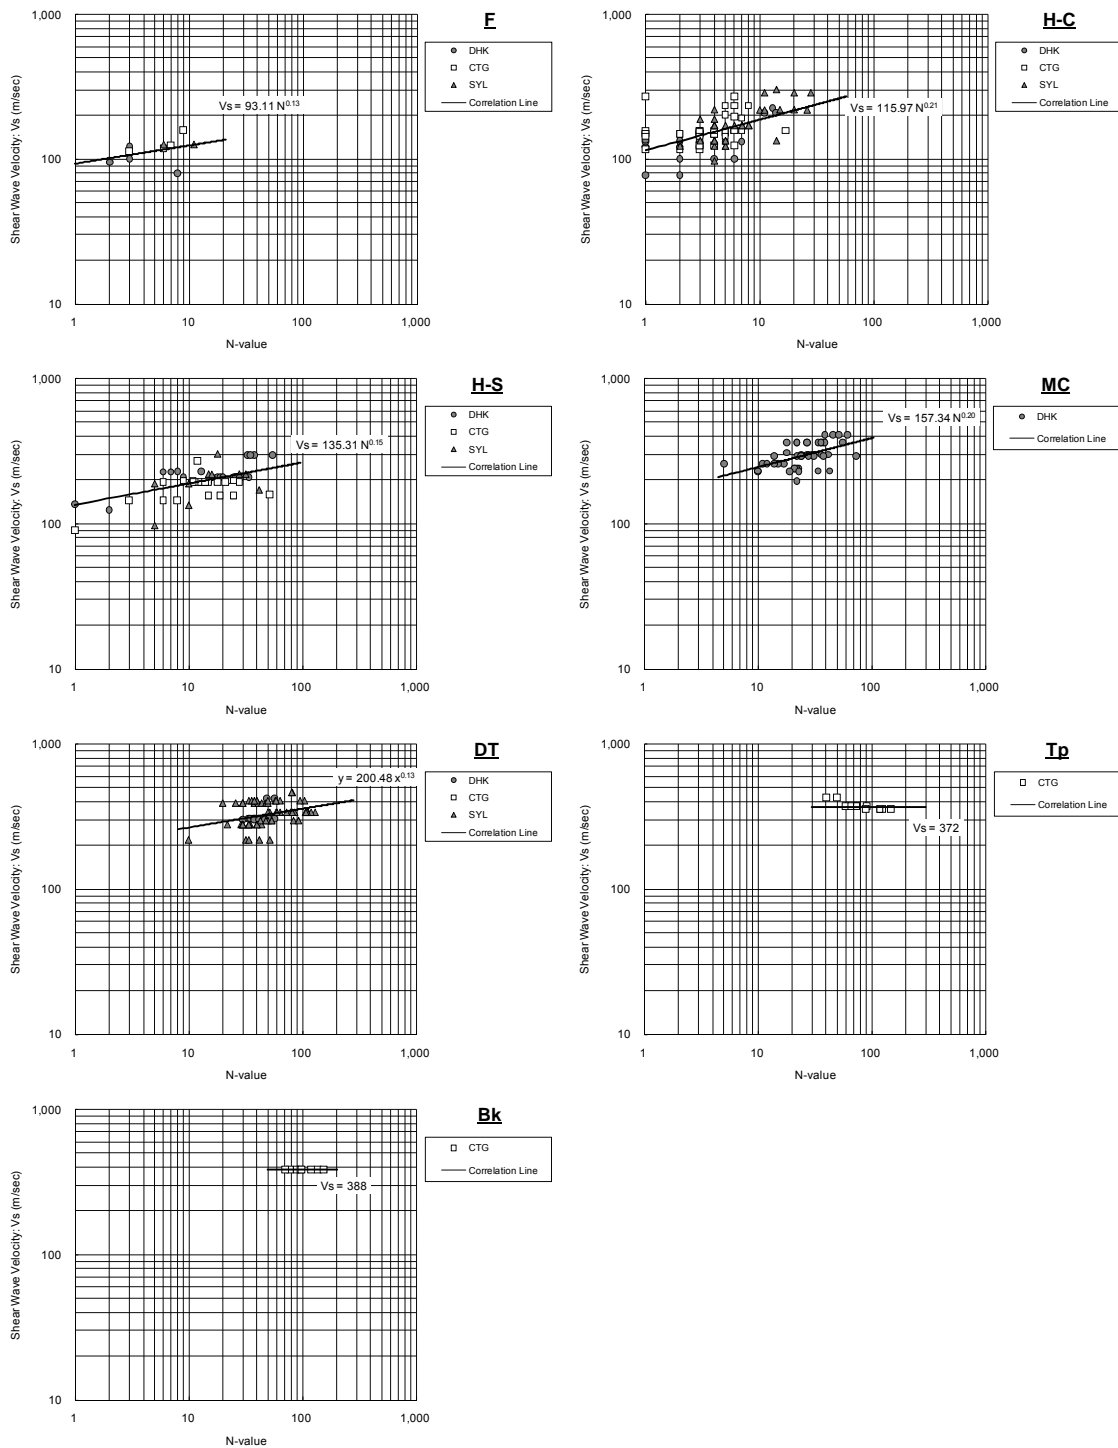 F
1,000
100
10
1
10
100
1,000
Shear Wave Velocity: Vs (m/sec)
N-value
Vs = 93.11 N^0.13
DHK
CTG
SYL
Correlation Line
H-C
1,000
100
10
1
10
100
1,000
Shear Wave Velocity: Vs (m/sec)
N-value
Vs = 115.97 N^0.21
DHK
CTG
SYL
Correlation Line
H-S
1,000
100
10
1
10
100
1,000
Shear Wave Velocity: Vs (m/sec)
N-value
Vs = 135.31 N^0.15
DHK
CTG
SYL
Correlation Line
MC
1,000
100
10
1
10
100
1,000
Shear Wave Velocity: Vs (m/sec)
N-value
Vs = 157.34 N^0.20
DHK
Correlation Line
DT
1,000
100
10
1
10
100
1,000
Shear Wave Velocity: Vs (m/sec)
N-value
y = 200.48 x^0.13
DHK
CTG
SYL
Correlation Line
Tp
1,000
100
10
1
10
100
1,000
Shear Wave Velocity: Vs (m/sec)
N-value
Vs = 372
CTG
Correlation Line
Bk
1,000
100
10
1
10
100
1,000
Shear Wave Velocity: Vs (m/sec)
N-value
Vs = 388
CTG
Correlation Line